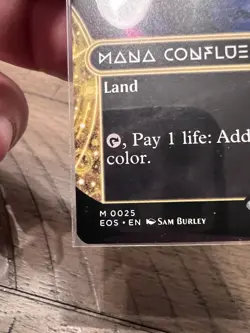 MANA CONFLUE
Land
, Pay 1 life: Add
color.
M 0025
EOS • EN SAM BURLEY